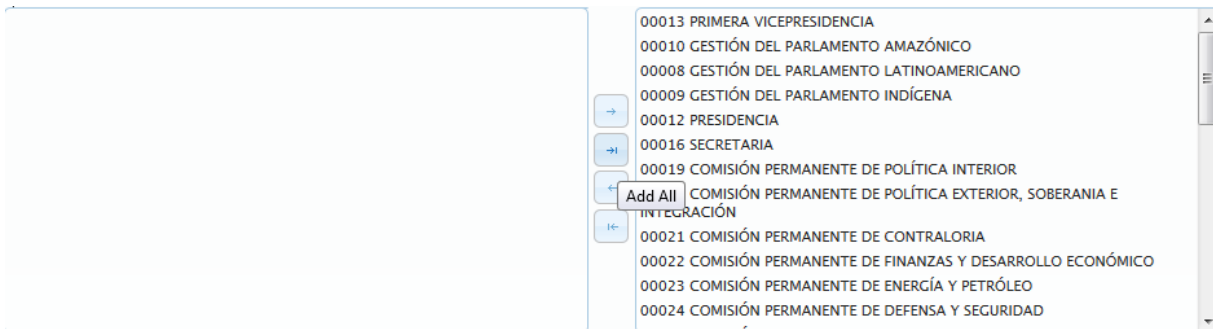 00013 PRIMERA VICEPRESIDENCIA
00010 GESTIÓN DEL PARLAMENTO AMAZÓNICO
00008 GESTIÓN DEL PARLAMENTO LATINOAMERICANO
00009 GESTIÓN DEL PARLAMENTO INDÍGENA
00012 PRESIDENCIA
00016 SECRETARIA
00019 COMISIÓN PERMANENTE DE POLÍTICA INTERIOR
Add All
COMISIÓN PERMANENTE DE POLÍTICA EXTERIOR, SOBERANIA E
INTEGRACIÓN
00021 COMISIÓN PERMANENTE DE CONTRALORIA
00022 COMISIÓN PERMANENTE DE FINANZAS Y DESARROLLO ECONÓMICO
00023 COMISIÓN PERMANENTE DE ENERGÍA Y PETRÓLEO
00024 COMISIÓN PERMANENTE DE DEFENSA Y SEGURIDAD